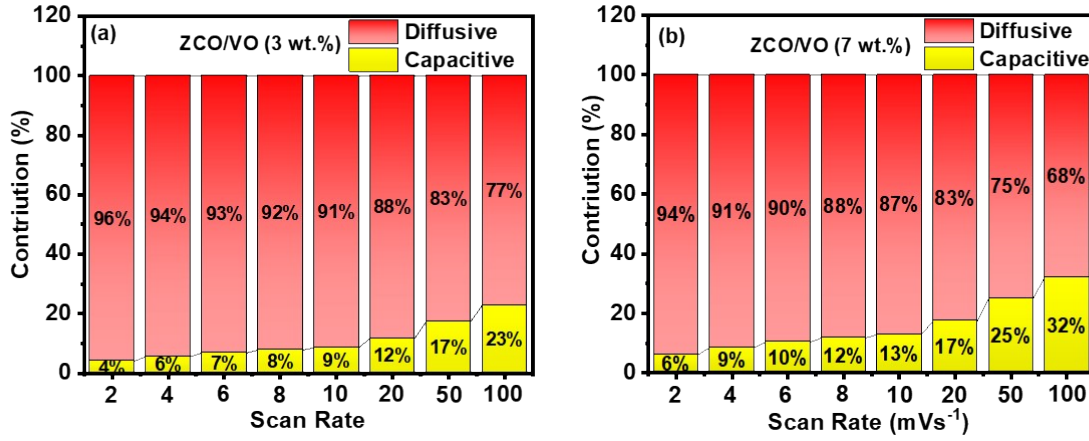 (a)
ZCO/VO (3 wt.%)
Diffusive
Capacitive
Contriution (%)
120
100
80
60
40
20
0
96% 94% 93% 92% 91% 88% 83% 77%
4% 6% 7% 8% 9% 12% 17% 23%
2 4 6 8 10 20 50 100
Scan Rate
(b)
ZCO/VO (7 wt.%)
Diffusive
Capacitive
Contriution (%)
120
100
80
60
40
20
0
94% 91% 90% 88% 87% 83% 75% 68%
6% 9% 10% 12% 13% 17% 25% 32%
2 4 6 8 10 20 50 100
Scan Rate (mVs⁻¹)